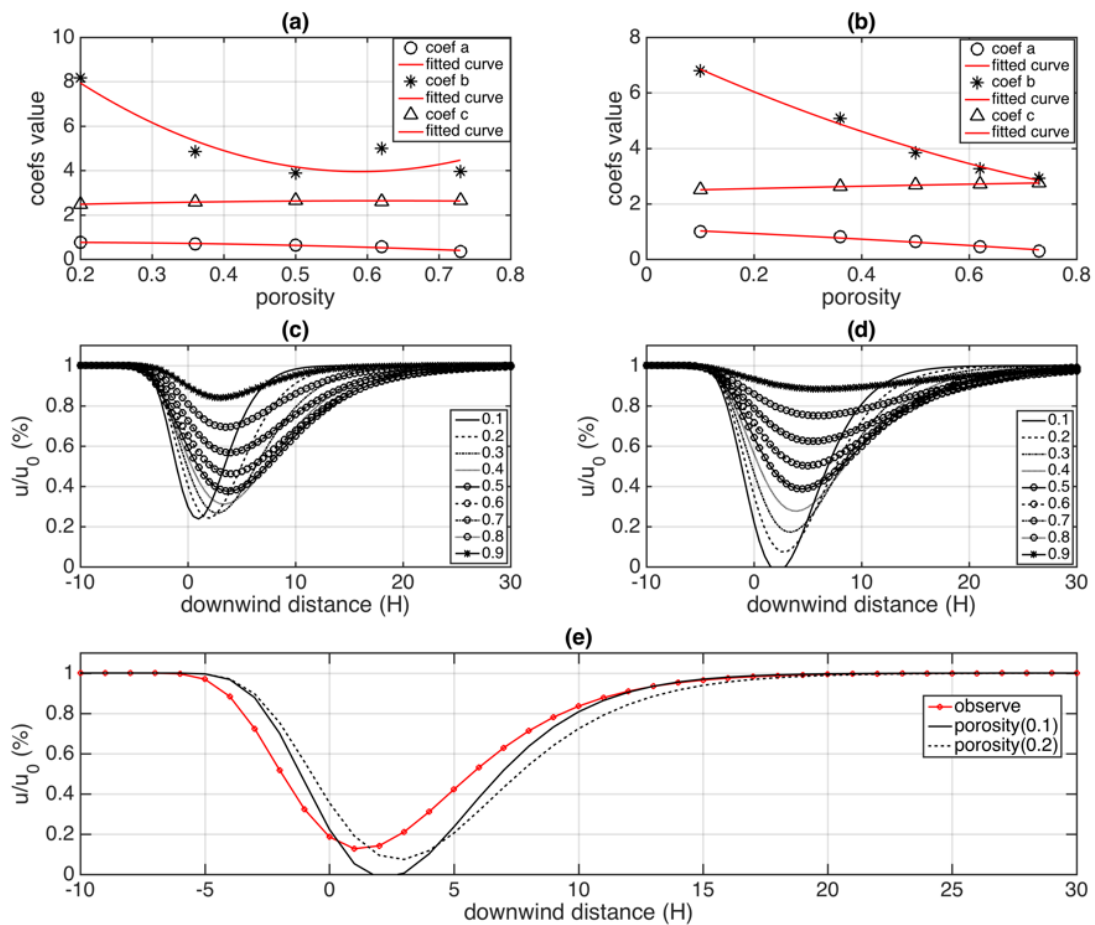 (a)
coefs value
10
8
6
4
2
0
0.2 0.3 0.4 0.5 0.6 0.7 0.8
porosity
coef a
fitted curve
coef b
fitted curve
coef c
fitted curve
(b)
coefs value
8
6
4
2
0
0 0.2 0.4 0.6 0.8
porosity
coef a
fitted curve
coef b
fitted curve
coef c
fitted curve
(c)
u/u0 (%)
1
0.8
0.6
0.4
0.2
0
-10 0 10 20 30
downwind distance (H)
0.1
0.2
0.3
0.4
0.5
0.6
0.7
0.8
0.9
(d)
u/u0 (%)
1
0.8
0.6
0.4
0.2
0
-10 0 10 20 30
downwind distance (H)
0.1
0.2
0.3
0.4
0.5
0.6
0.7
0.8
0.9
(e)
u/u0 (%)
1
0.8
0.6
0.4
0.2
0
-10 -5 0 5 10 15 20 25 30
downwind distance (H)
observe
porosity(0.1)
porosity(0.2)